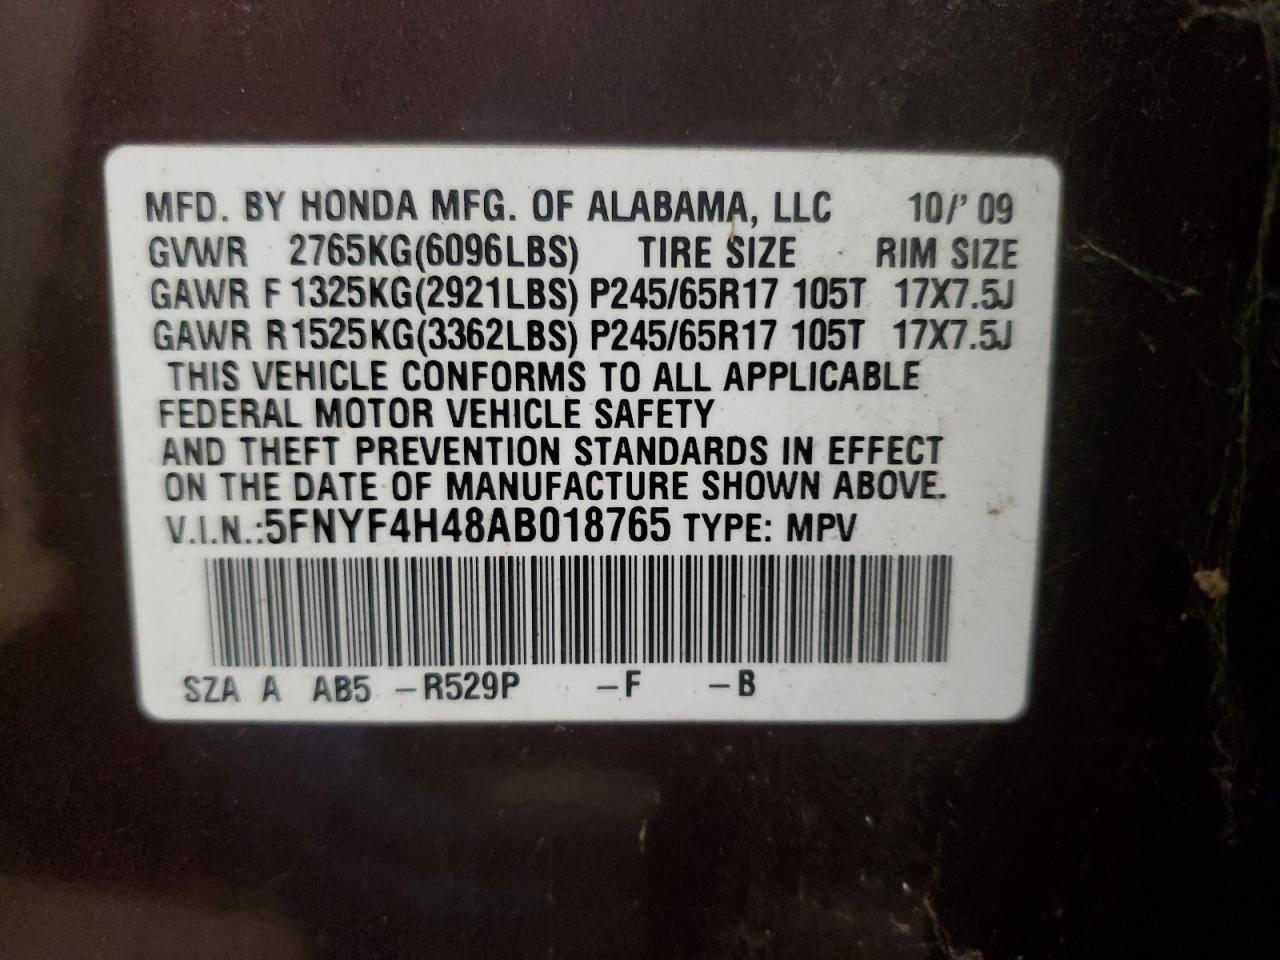 MFD. BY HONDA MFG. OF ALABAMA, LLC 10/'09
GVWR 2765KG(6096LBS) TIRE SIZE RIM SIZE
GAWR F 1325KG(2921LBS) P245/65R17 105T 17X7.5J
GAWR R 1525KG(3362LBS) P245/65R17 105T 17X7.5J
THIS VEHICLE CONFORMS TO ALL APPLICABLE
FEDERAL MOTOR VEHICLE SAFETY
AND THEFT PREVENTION STANDARDS IN EFFECT
ON THE DATE OF MANUFACTURE SHOWN ABOVE.
V.I.N.:5FNYF4H48AB018765 TYPE: MPV
SZA A AB5 –R529P –F –B